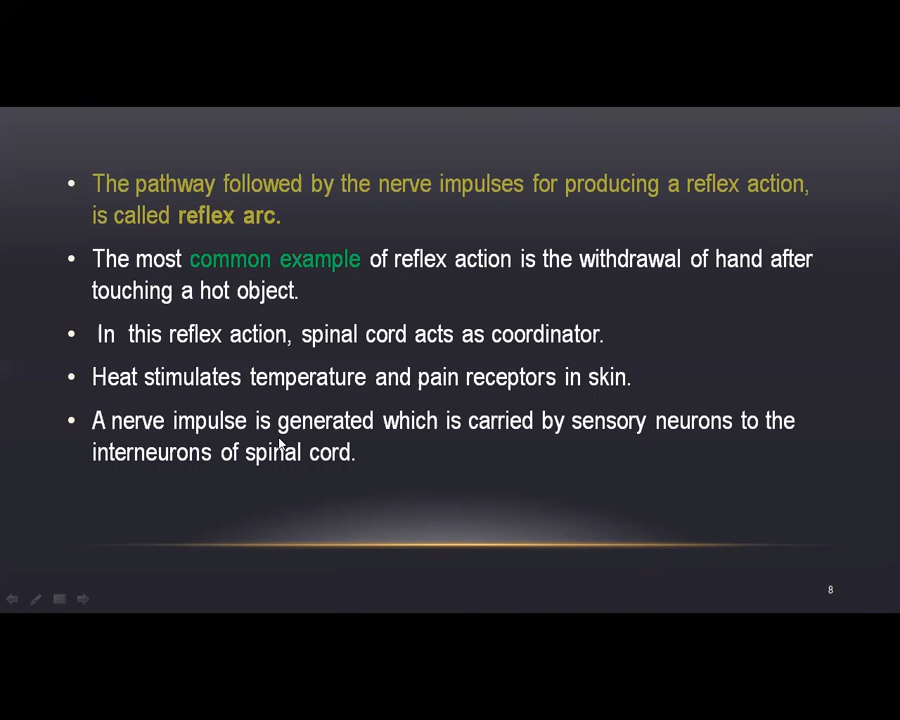 • The pathway followed by the nerve impulses for producing a reflex action,
is called reflex arc.
• The most common example of reflex action is the withdrawal of hand after
touching a hot object.
• In this reflex action, spinal cord acts as coordinator.
• Heat stimulates temperature and pain receptors in skin.
• A nerve impulse is generated which is carried by sensory neurons to the
interneurons of spinal cord.
8